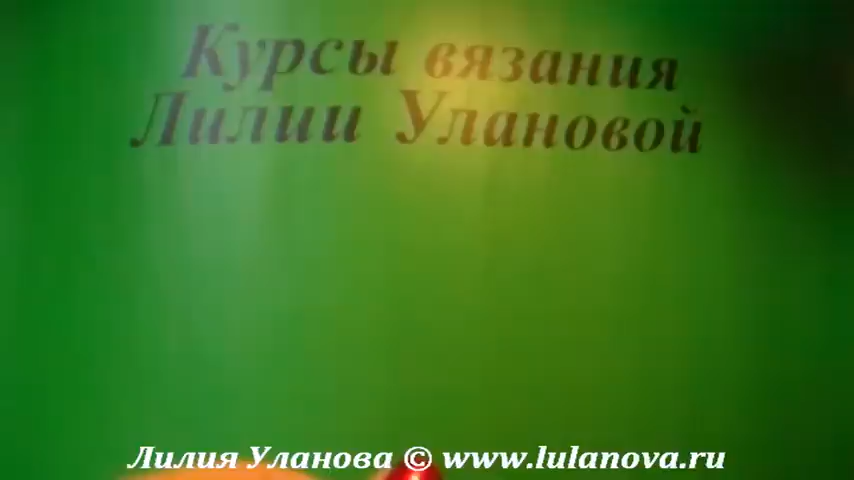 Курсы вязания
Лилии Улановой
Лилия Уланова © www.lulanova.ru